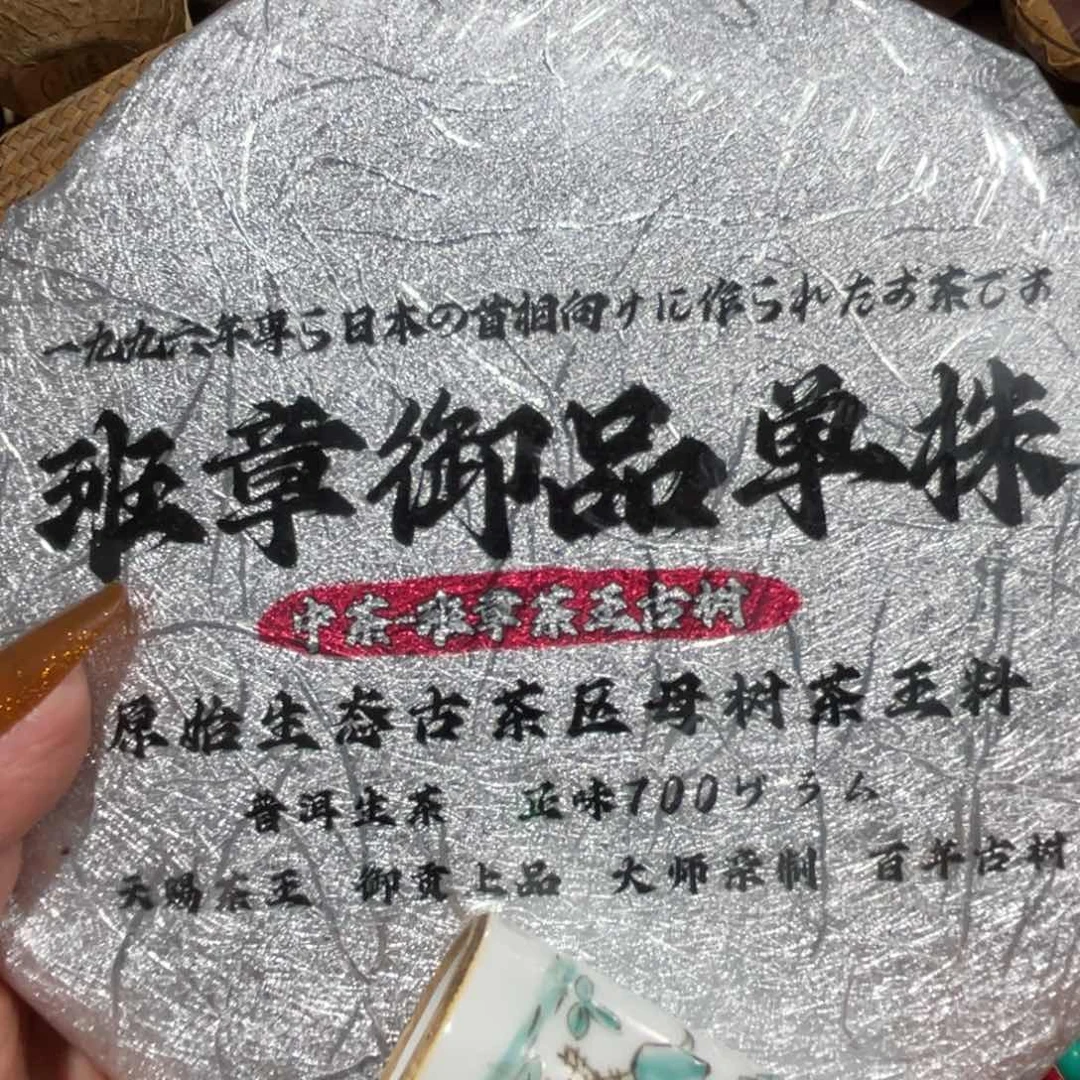 一九九六年専ら日本の首相向けに作られたお茶です
班章御品单株
中茶班章茶王古树
原始生态古茶区母树茶王料
普洱生茶 正味700グラム
天赐茶王 御贡上品 大师亲制 百年古树